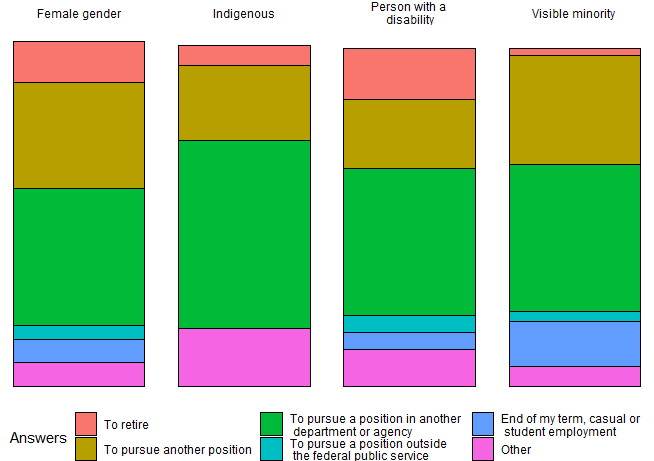 Female gender
Indigenous
Person with a
disability
Visible minority
Answers
To retire
To pursue another position
To pursue a position in another
department or agency
To pursue a position outside
the federal public service
End of my term, casual or
student employment
Other